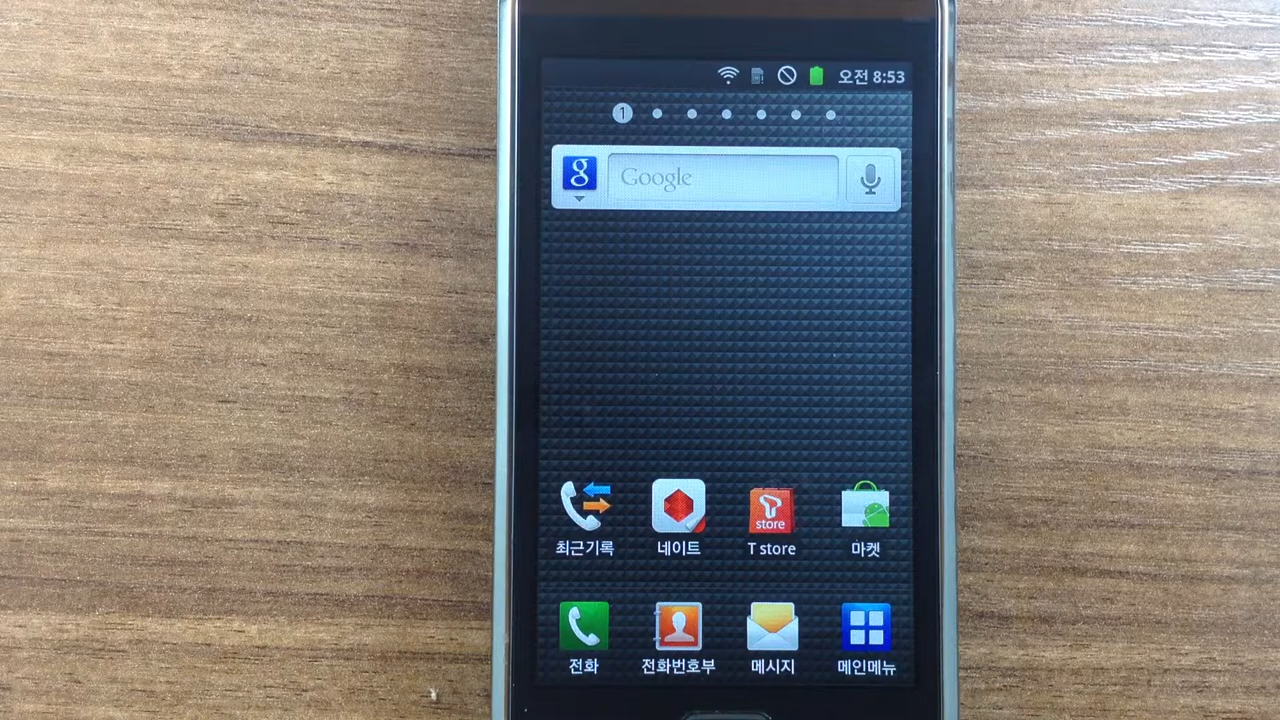 오전 8:53
1
g
Google
store
최근기록
네이트
T store
마켓
전화
전화번호부
메시지
메인메뉴